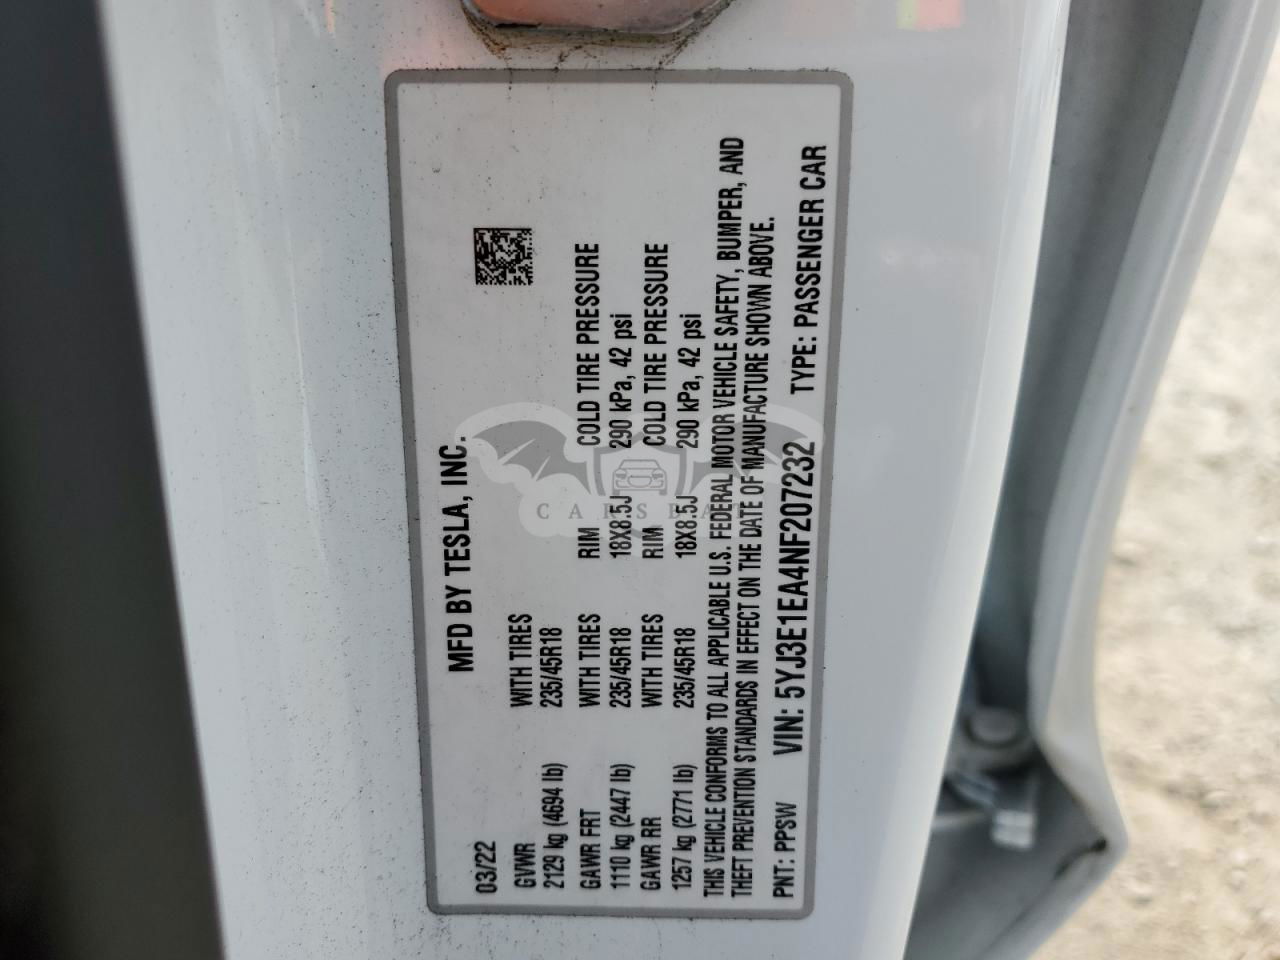 MFD BY TESLA, INC.
03/22
GVWR WITH TIRES
2129 kg (4694 lb) 235/45R18
GAWR FRT WITH TIRES RIM COLD TIRE PRESSURE
1110 kg (2447 lb) 235/45R18 18X8.5J 290 kPa, 42 psi
GAWR RR WITH TIRES RIM COLD TIRE PRESSURE
1257 kg (2771 lb) 235/45R18 18X8.5J 290 kPa, 42 psi
THIS VEHICLE CONFORMS TO ALL APPLICABLE U.S. FEDERAL MOTOR VEHICLE SAFETY, BUMPER, AND
THEFT PREVENTION STANDARDS IN EFFECT ON THE DATE OF MANUFACTURE SHOWN ABOVE.
PNT: PPSW VIN: 5YJ3E1EA4NF207232 TYPE: PASSENGER CAR
CARSBAT